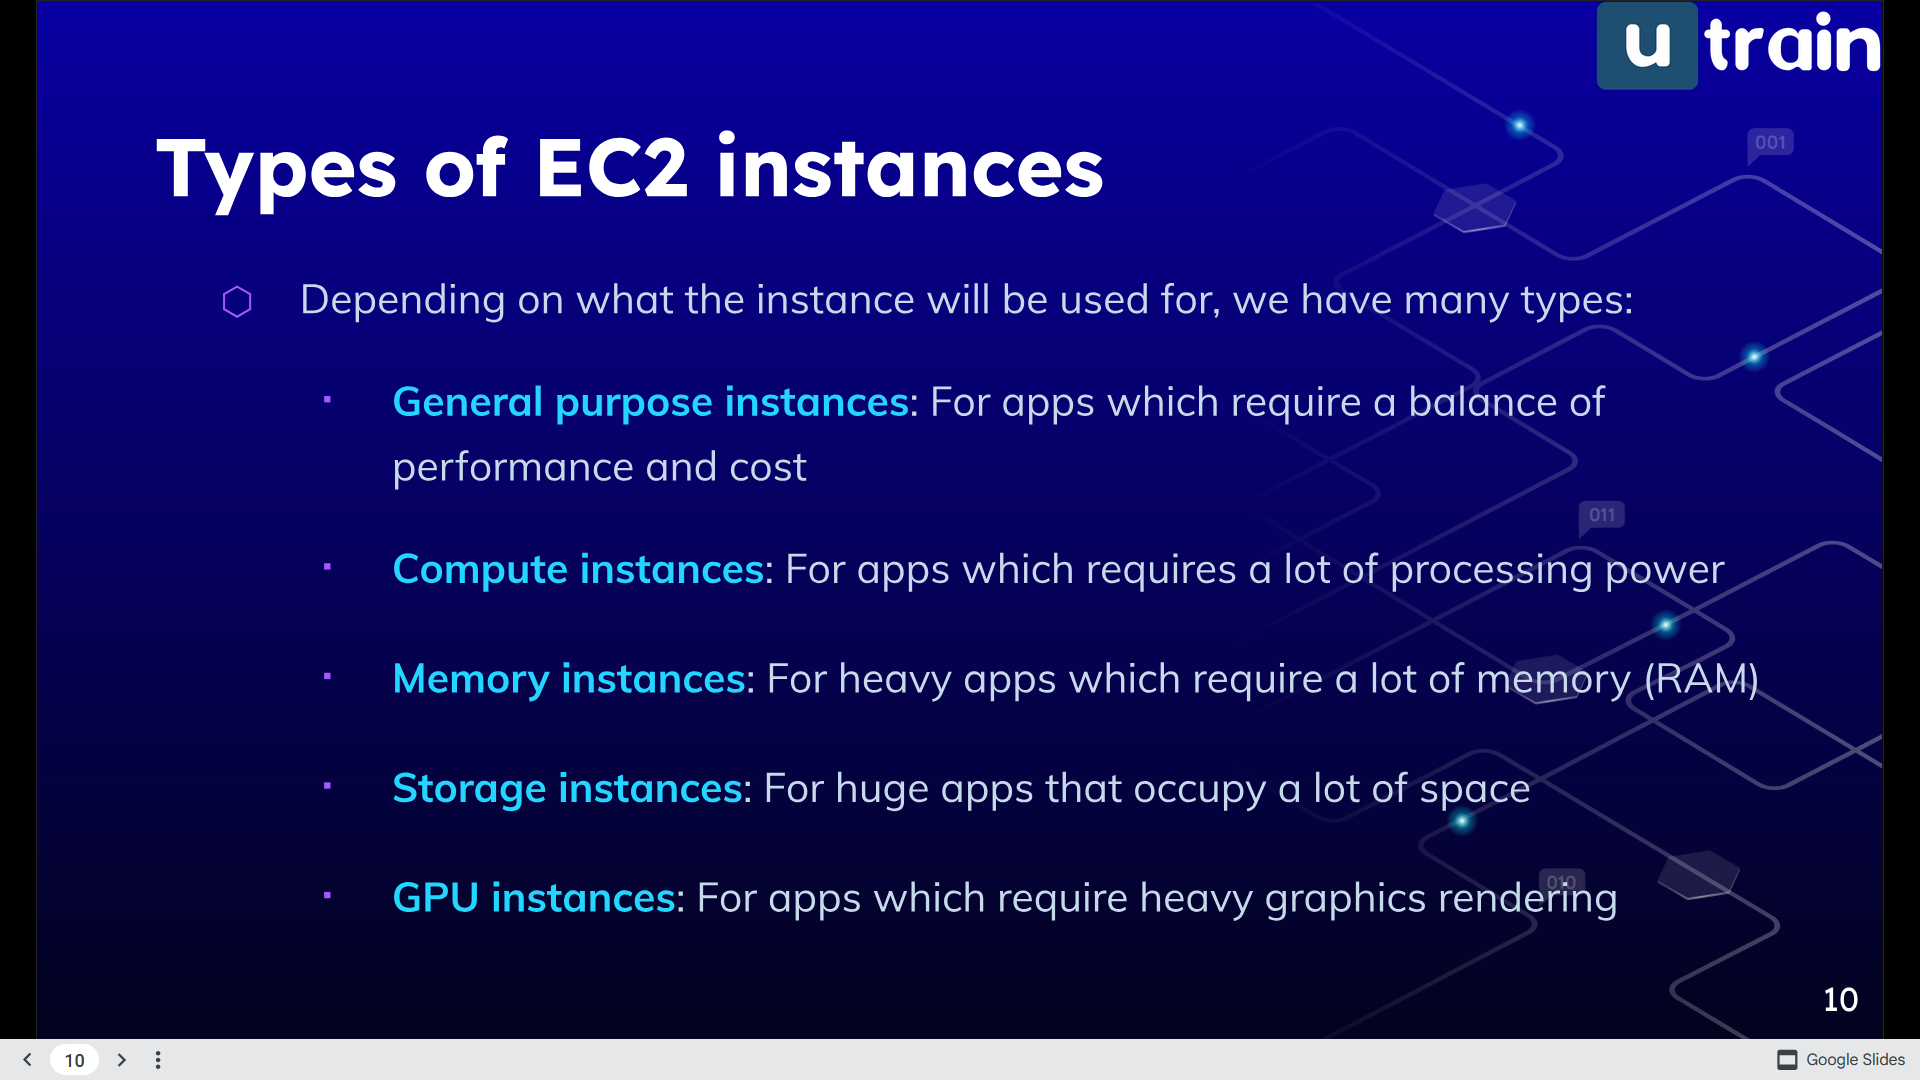 u train
001
Types of EC2 instances
Depending on what the instance will be used for, we have many types:
General purpose instances: For apps which require a balance of
performance and cost
011
Compute instances: For apps which requires a lot of processing power
Memory instances: For heavy apps which require a lot of memory (RAM)
Storage instances: For huge apps that occupy a lot of space
010
GPU instances: For apps which require heavy graphics rendering
10
10
Google Slides